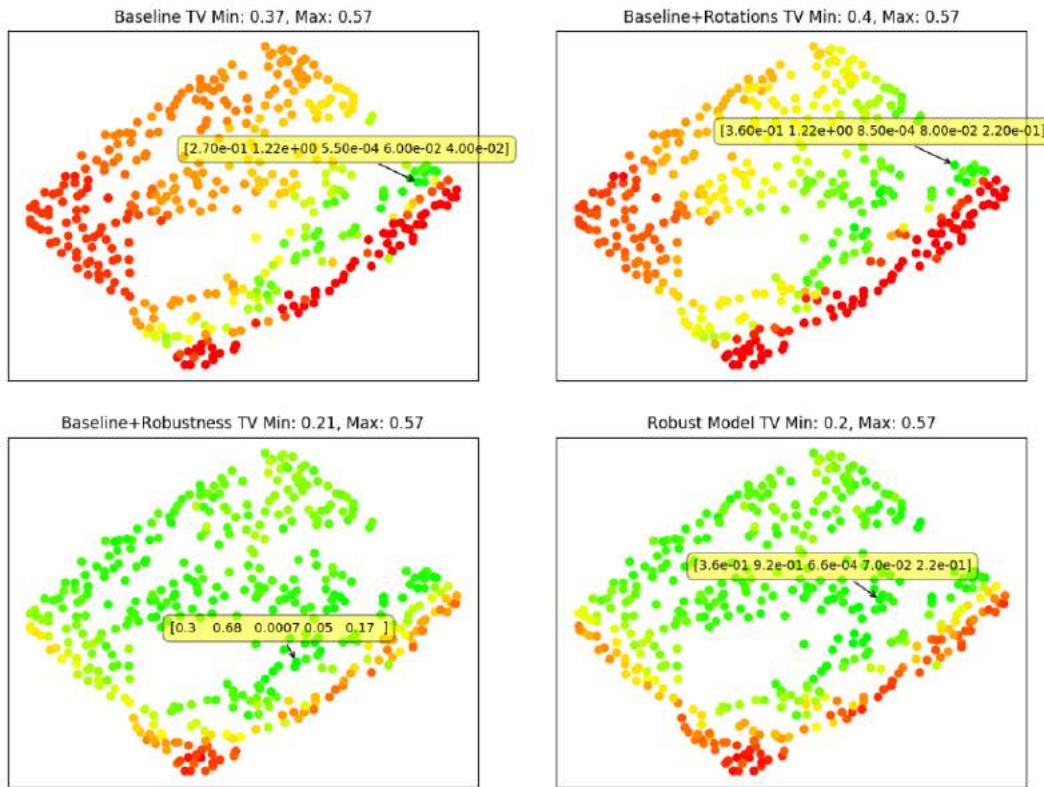 Baseline TV Min: 0.37, Max: 0.57
[2.70e-01 1.22e+00 5.50e-04 6.00e-02 4.00e-02]
Baseline+Rotations TV Min: 0.4, Max: 0.57
[3.60e-01 1.22e+00 8.50e-04 8.00e-02 2.20e-01]
Baseline+Robustness TV Min: 0.21, Max: 0.57
[0.3 0.68 0.0007 0.05 0.17 ]
Robust Model TV Min: 0.2, Max: 0.57
[3.6e-01 9.2e-01 6.6e-04 7.0e-02 2.2e-01]